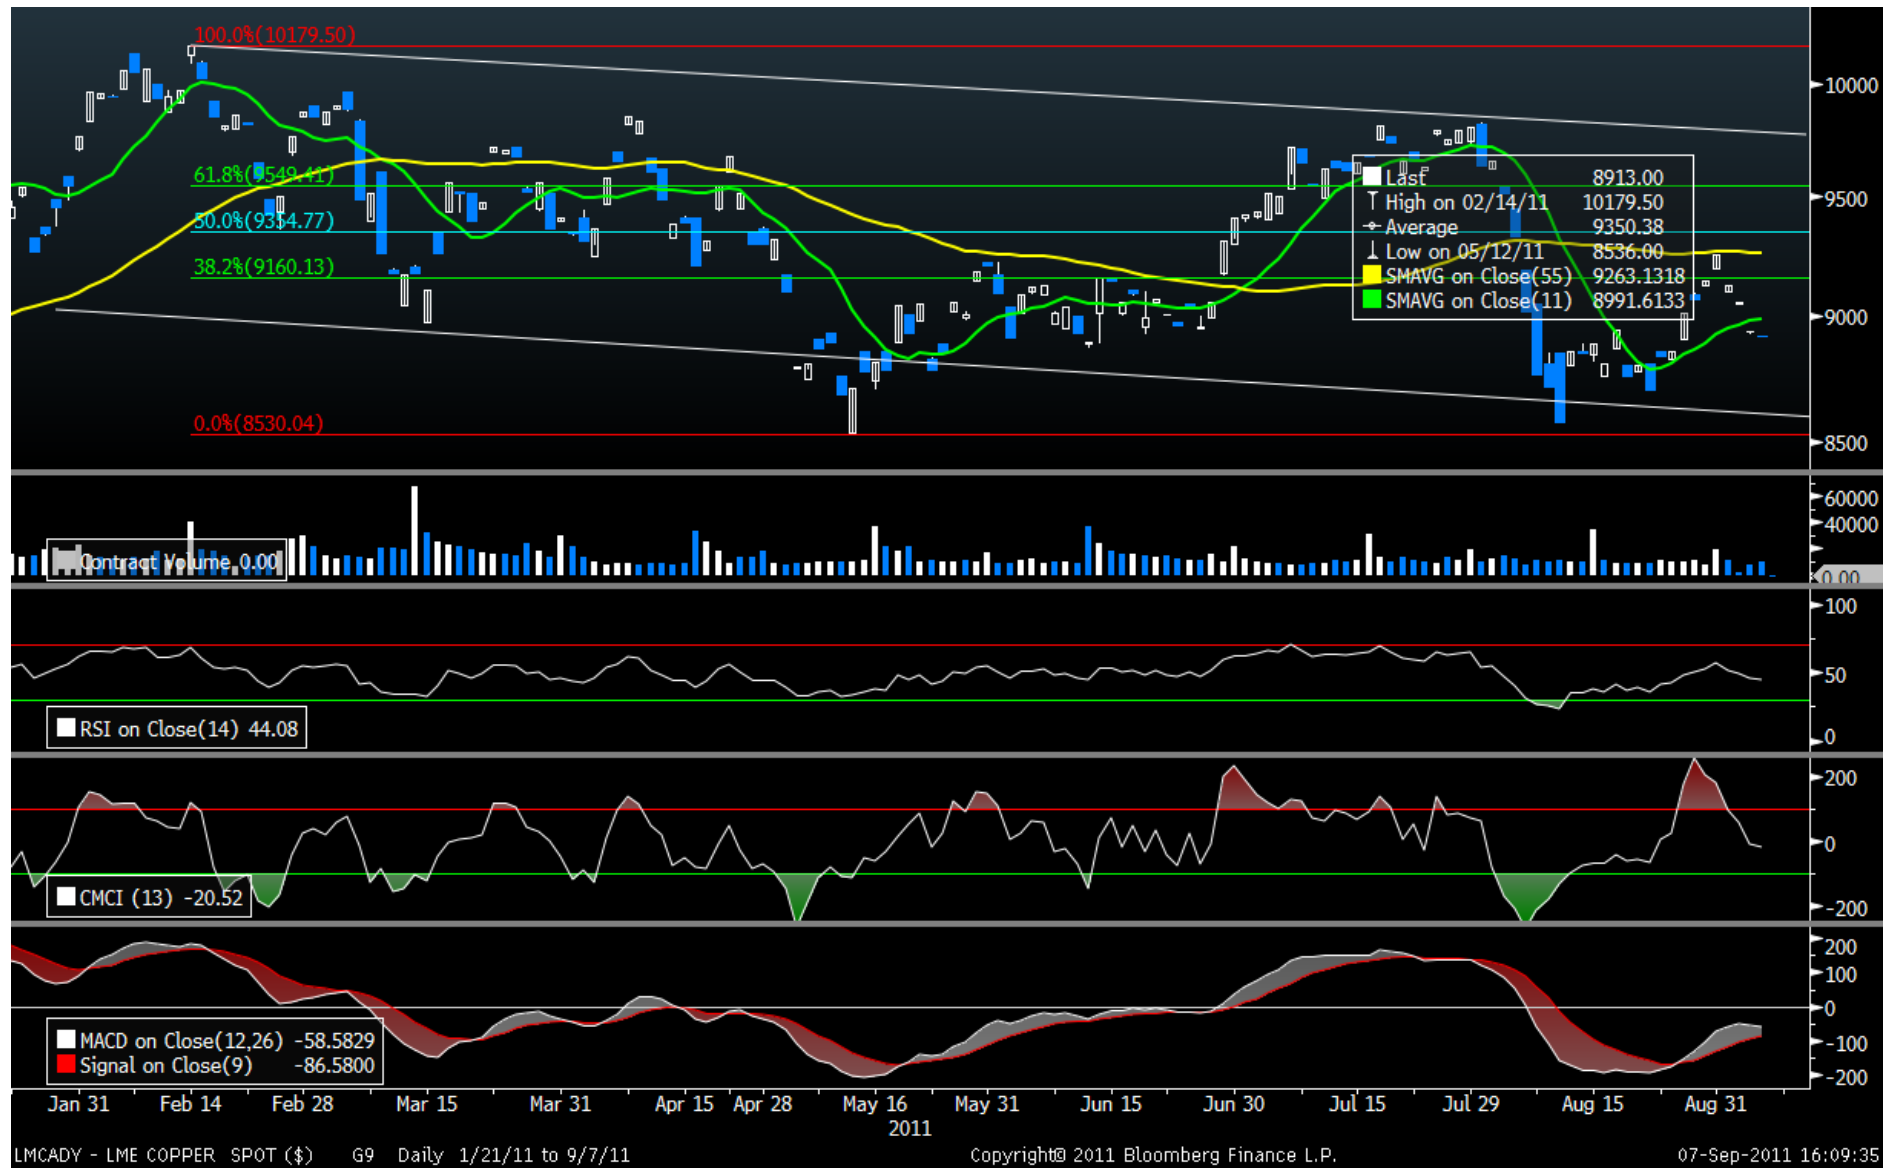 100.0%(10179.50)
61.8%(9549.41)
50.0%(9354.77)
38.2%(9160.13)
0.0%(8530.04)
Last 8913.00
High on 02/14/11 10179.50
Average 9350.38
Low on 05/12/11 8536.00
SMAVG on Close(55) 9263.1318
SMAVG on Close(11) 8991.6133
10000
9500
9000
8500
Contract Volume 0.00
60000
40000
0.00
RSI on Close(14) 44.08
100
50
0
CMCI (13) -20.52
200
0
-200
MACD on Close(12,26) -58.5829
Signal on Close(9) -86.5800
200
100
0
-100
-200
Jan 31 Feb 14 Feb 28 Mar 15 Mar 31 Apr 15 Apr 28 May 16 May 31 Jun 15 Jun 30 Jul 15 Jul 29 Aug 15 Aug 31
2011
LMCADY - LME COPPER SPOT ($) G9 Daily 1/21/11 to 9/7/11 Copyright© 2011 Bloomberg Finance L.P. 07-Sep-2011 16:09:35